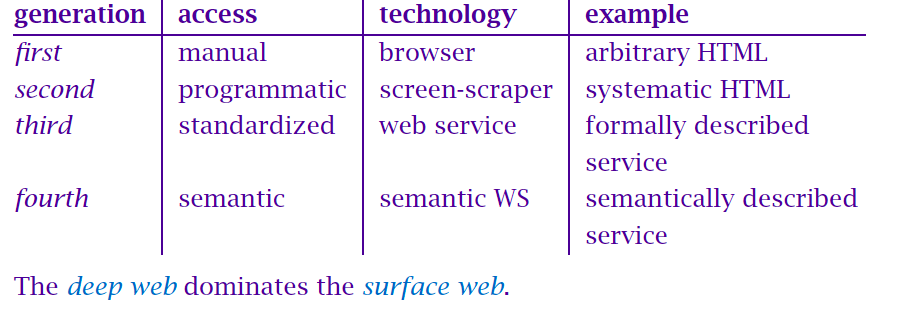 generation access technology example
first manual browser arbitrary HTML
second programmatic screen-scraper systematic HTML
third standardized web service formally described
service
fourth semantic semantic WS semantically described
service
The deep web dominates the surface web.